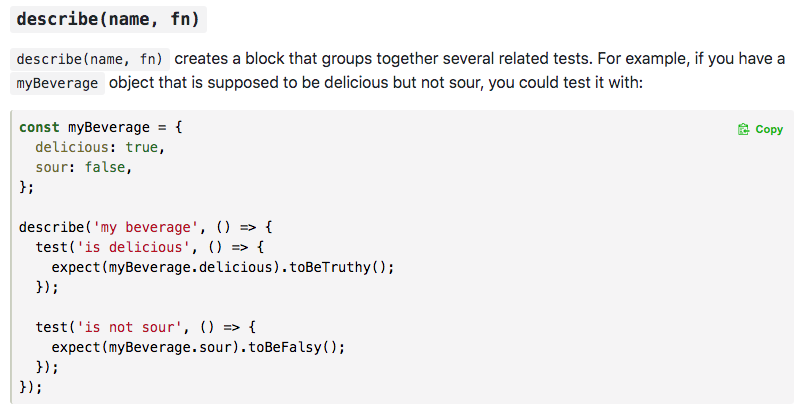 describe(name, fn)
describe(name, fn) creates a block that groups together several related tests. For example, if you have a
myBeverage object that is supposed to be delicious but not sour, you could test it with:
const myBeverage = {
Copy
  delicious: true,
  sour: false,
};

describe('my beverage', () => {
  test('is delicious', () => {
    expect(myBeverage.delicious).toBeTruthy();
  });

  test('is not sour', () => {
    expect(myBeverage.sour).toBeFalsy();
  });
});